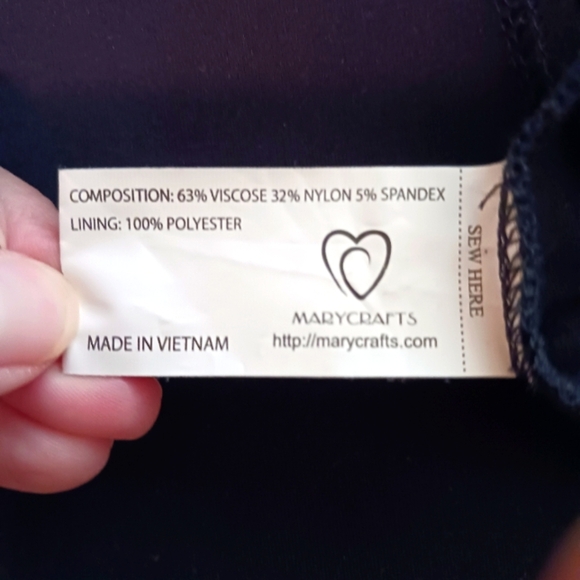 COMPOSITION: 63% VISCOSE 32% NYLON 5% SPANDEX
LINING: 100% POLYESTER
MARYCRAFTS
MADE IN VIETNAM
http://marycrafts.com
SEW HERE